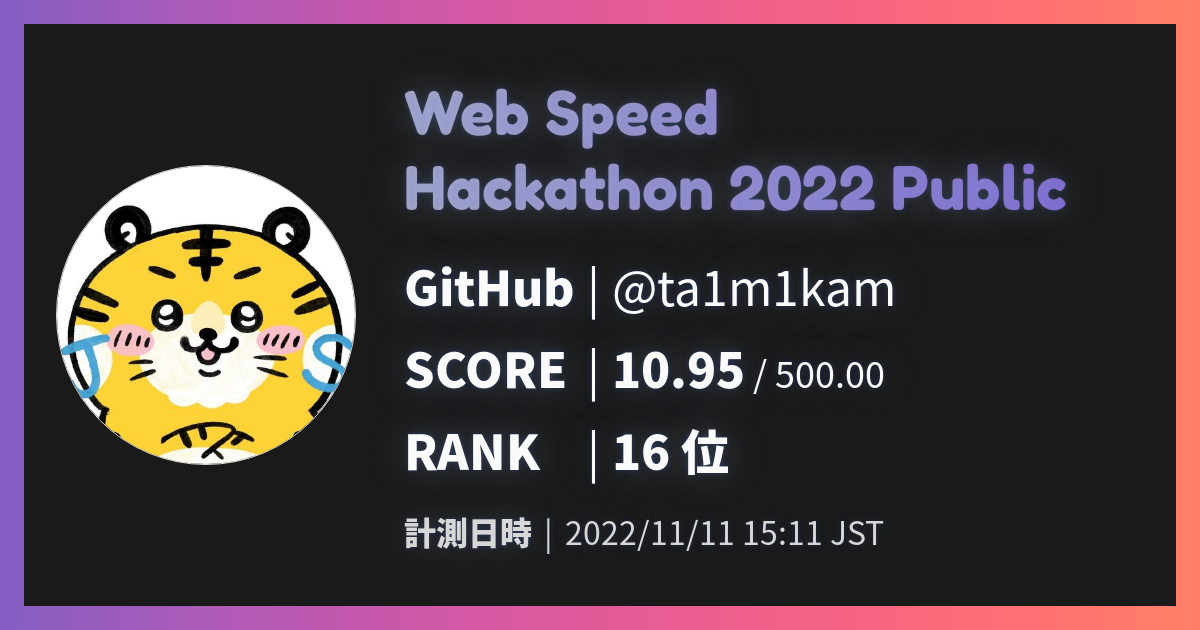 Web Speed
Hackathon 2022 Public
GitHub | @ta1m1kam
SCORE | 10.95 / 500.00
RANK | 16 位
計測日時 | 2022/11/11 15:11 JST
J S